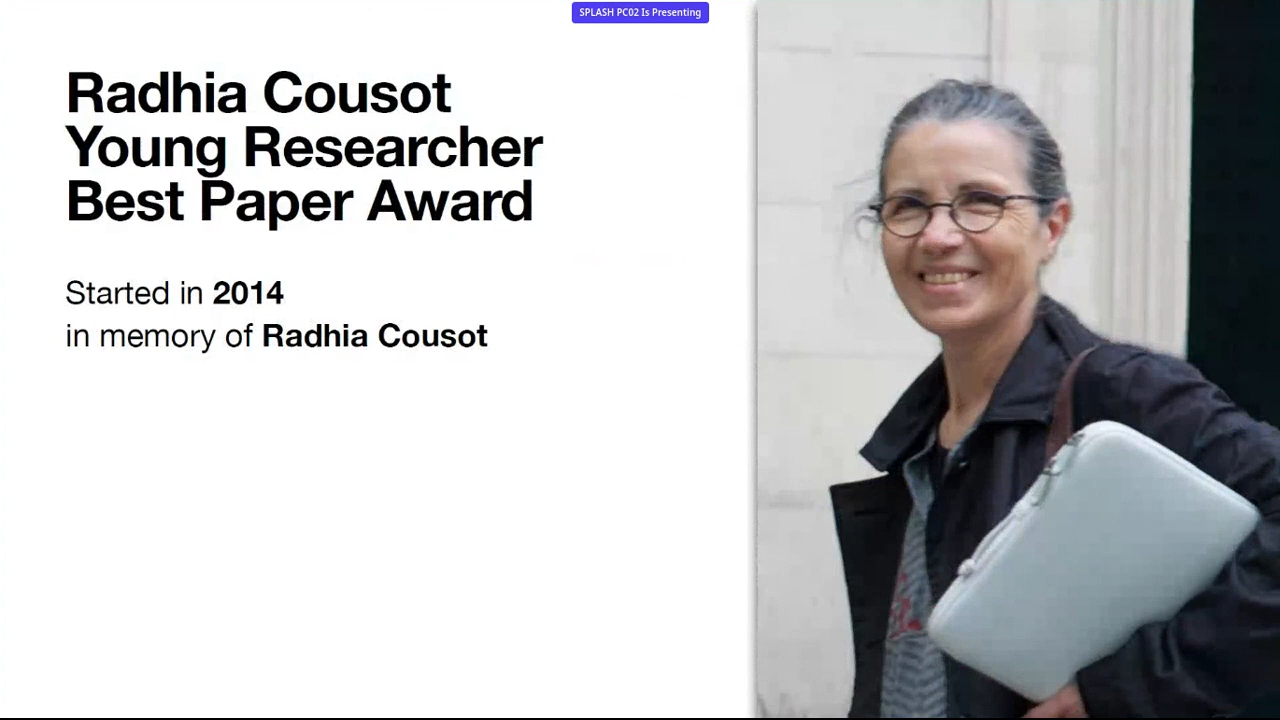 SPLASH PC02 Is Presenting
Radhia Cousot
Young Researcher
Best Paper Award
Started in 2014
in memory of Radhia Cousot